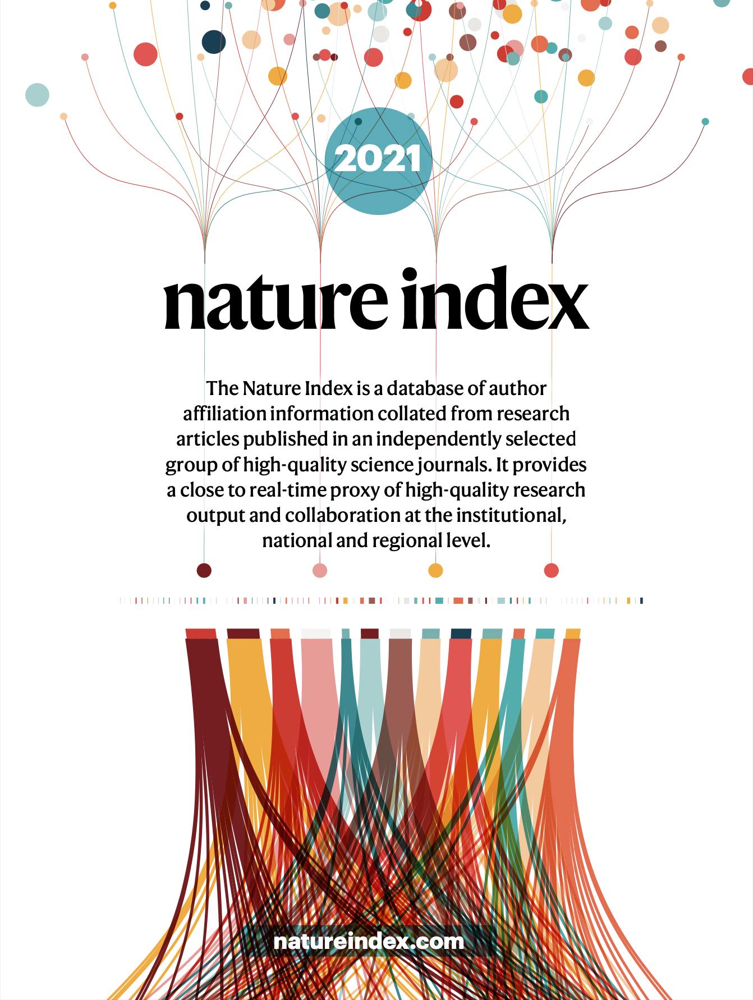 2021
nature index
The Nature Index is a database of author
affiliation information collated from research
articles published in an independently selected
group of high-quality science journals. It provides
a close to real-time proxy of high-quality research
output and collaboration at the institutional,
national and regional level.
natureindex.com